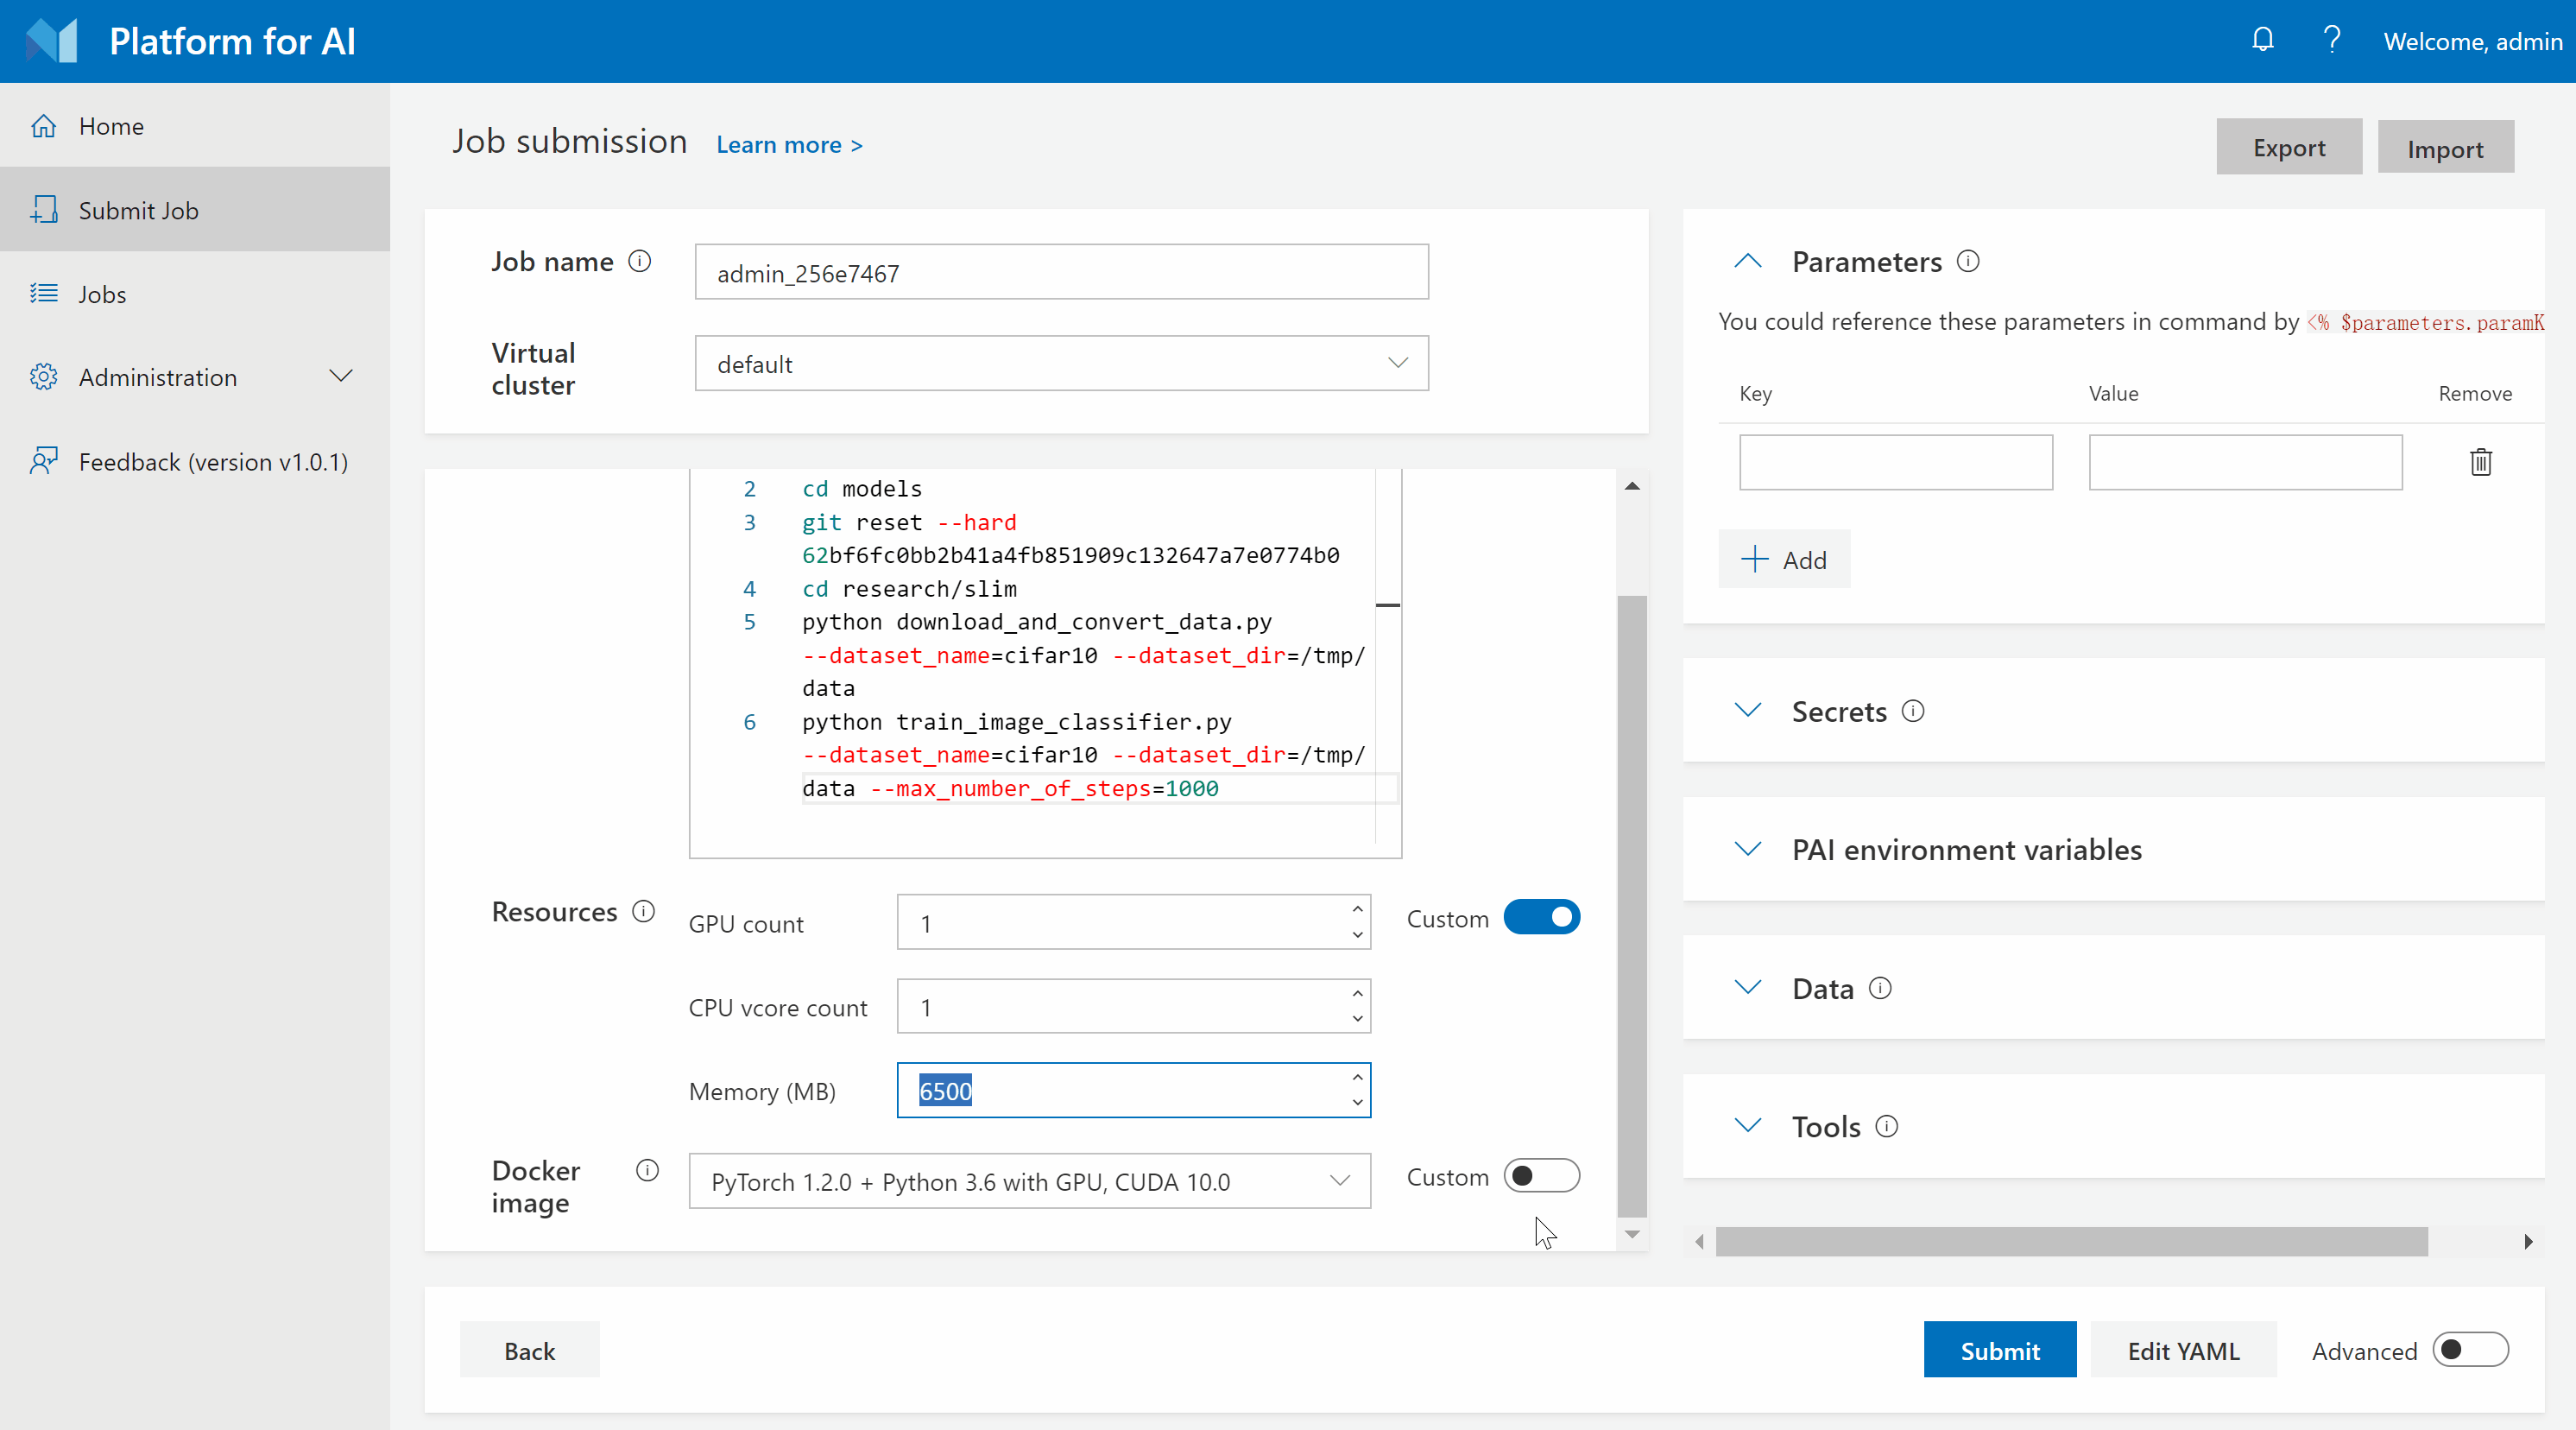 Platform for AI
Welcome, admin
Home
Submit Job
Jobs
Administration
Feedback (version v1.0.1)
Job submission
Learn more >
Export
Import
Job name
admin_256e7467
Virtual
cluster
default
2 cd models
3 git reset --hard
62bf6fc0bb2b41a4fb851909c132647a7e0774b0
4 cd research/slim
5 python download_and_convert_data.py
--dataset_name=cifar10 --dataset_dir=/tmp/
data
6 python train_image_classifier.py
--dataset_name=cifar10 --dataset_dir=/tmp/
data --max_number_of_steps=1000
Resources
GPU count
1
Custom
CPU vcore count
1
Memory (MB)
6500
Docker
image
PyTorch 1.2.0 + Python 3.6 with GPU, CUDA 10.0
Custom
Parameters
You could reference these parameters in command by <% $parameters.paramK
Key
Value
Remove
Add
Secrets
PAI environment variables
Data
Tools
Back
Submit
Edit YAML
Advanced